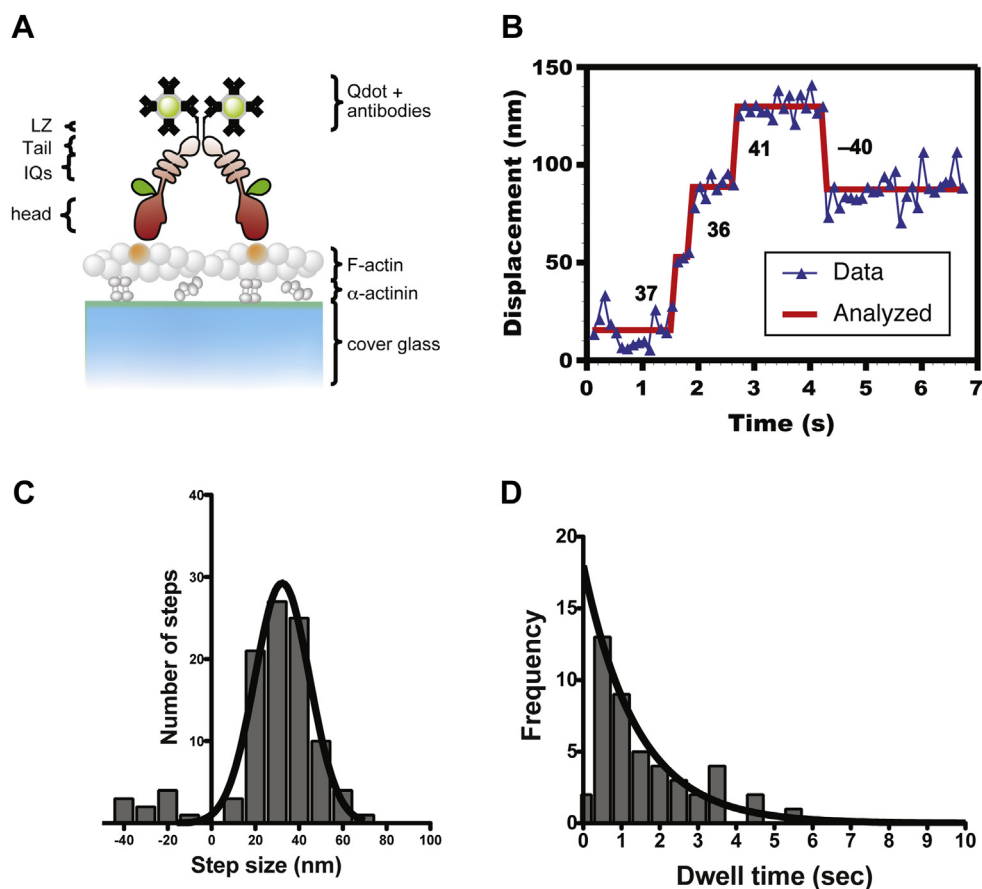 A
Qdot +
antibodies
LZ
Tail
IQs
head
F-actin
α-actinin
cover glass
B
Displacement (nm)
150
100
50
0
37
36
41
–40
Data
Analyzed
0 1 2 3 4 5 6 7
Time (s)
C
Number of steps
40
30
20
10
-40 -20 0 20 40 60 80 100
Step size (nm)
D
Frequency
20
15
10
5
0
0 1 2 3 4 5 6 7 8 9 10
Dwell time (sec)